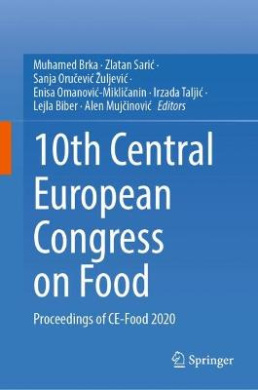 Muhamed Brka · Zlatan Sarić ·
Sanja Oručević Žuljević ·
Enisa Omanović-Mikličanin · Irzada Taljić ·
Lejla Biber · Alen Mujčinović Editors
10th Central
European
Congress
on Food
Proceedings of CE-Food 2020
Springer